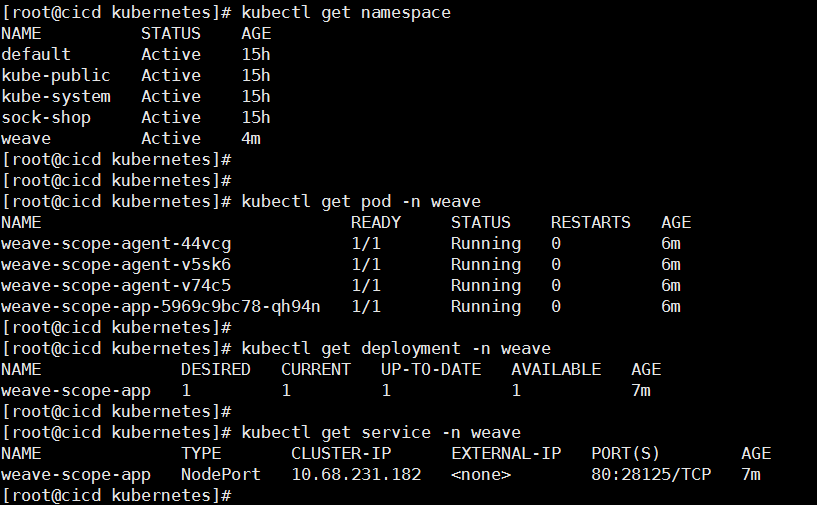 [root@cicd kubernetes]# kubectl get namespace
NAME          STATUS    AGE
default       Active    15h
kube-public   Active    15h
kube-system   Active    15h
sock-shop     Active    15h
weave         Active    4m
[root@cicd kubernetes]#
[root@cicd kubernetes]#
[root@cicd kubernetes]# kubectl get pod -n weave
NAME                               READY     STATUS    RESTARTS   AGE
weave-scope-agent-44vcg            1/1       Running   0          6m
weave-scope-agent-v5sk6            1/1       Running   0          6m
weave-scope-agent-v74c5            1/1       Running   0          6m
weave-scope-app-5969c9bc78-qh94n   1/1       Running   0          6m
[root@cicd kubernetes]#
[root@cicd kubernetes]# kubectl get deployment -n weave
NAME              DESIRED   CURRENT   UP-TO-DATE   AVAILABLE   AGE
weave-scope-app   1         1         1            1           7m
[root@cicd kubernetes]#
[root@cicd kubernetes]# kubectl get service -n weave
NAME              TYPE       CLUSTER-IP      EXTERNAL-IP   PORT(S)        AGE
weave-scope-app   NodePort   10.68.231.182   <none>        80:28125/TCP   7m
[root@cicd kubernetes]#